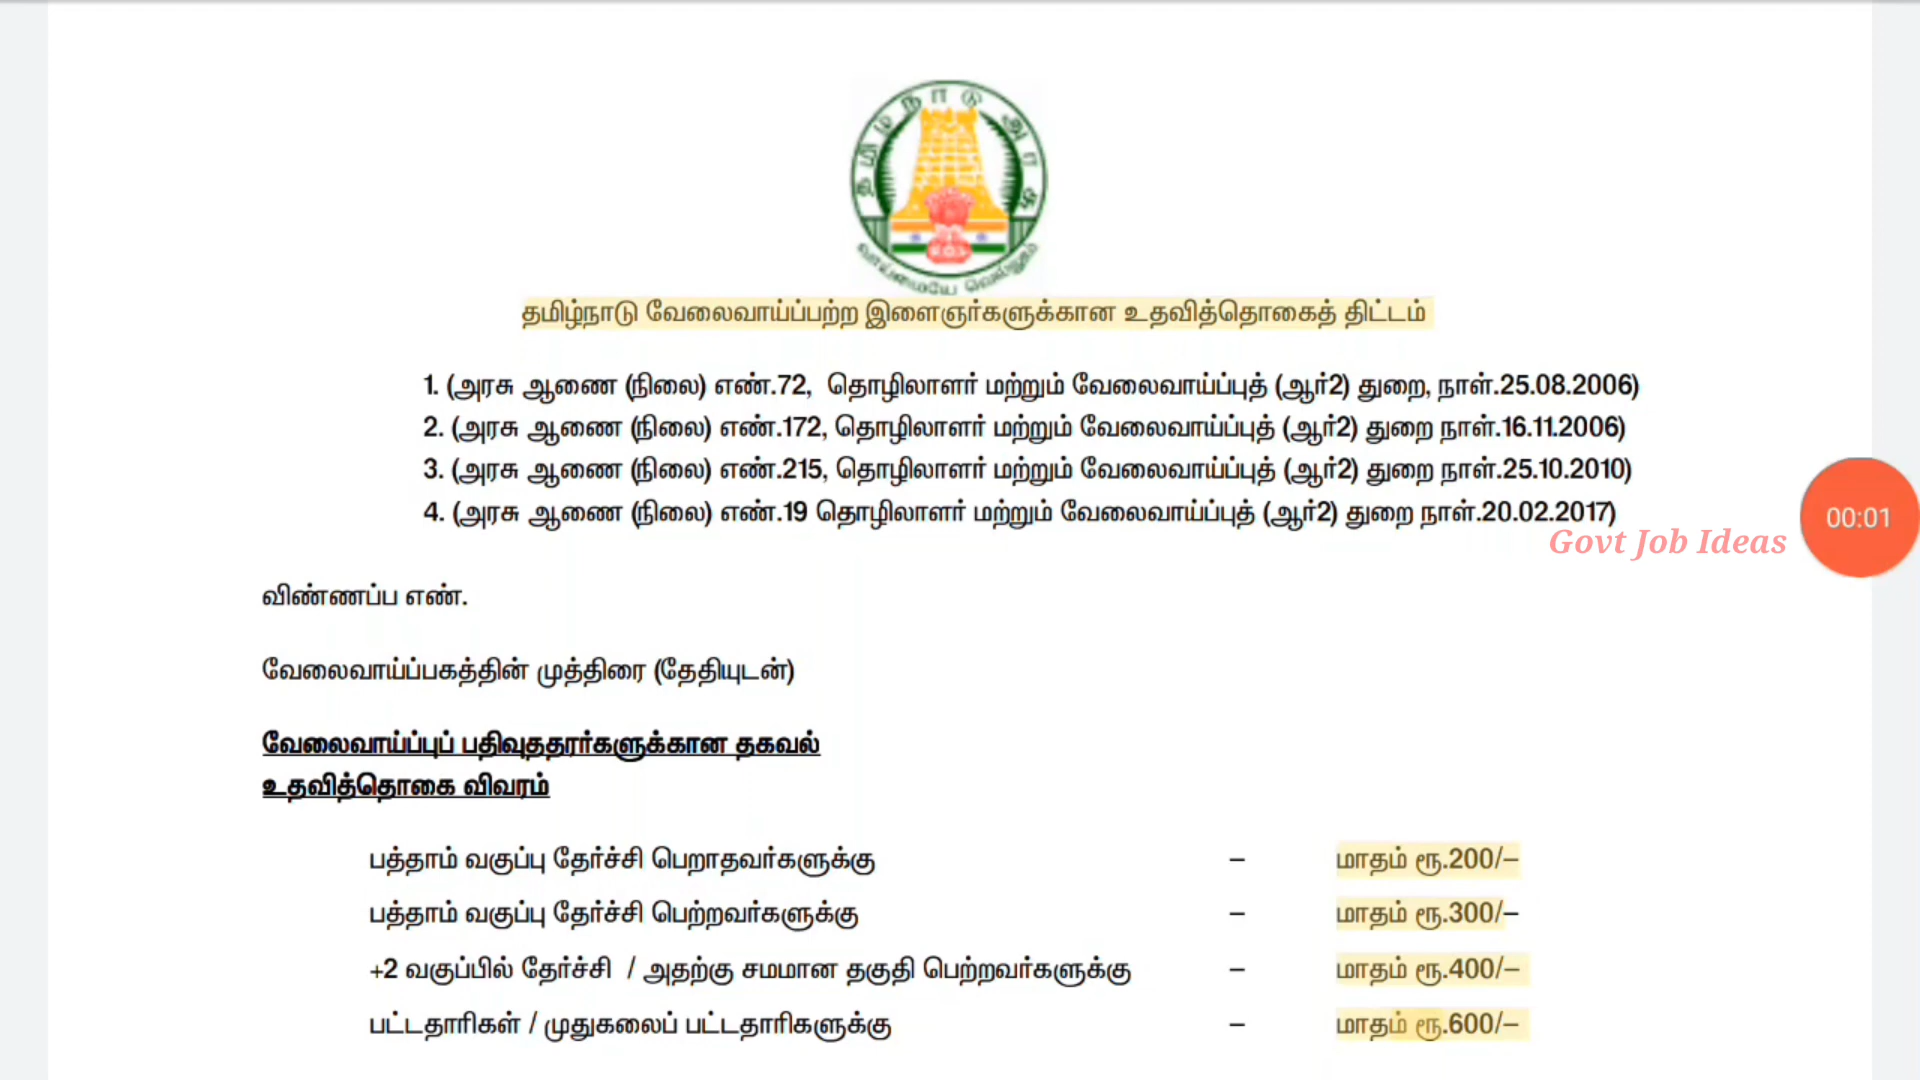 தமிழ்நாடு அரசு
வாய்மையே வெல்லும்
தமிழ்நாடு வேலைவாய்ப்பற்ற இளைஞர்களுக்கான உதவித்தொகைத் திட்டம்
1. (அரசு ஆணை (நிலை) எண்.72, தொழிலாளர் மற்றும் வேலைவாய்ப்புத் (ஆர்2) துறை, நாள்.25.08.2006)
2. (அரசு ஆணை (நிலை) எண்.172, தொழிலாளர் மற்றும் வேலைவாய்ப்புத் (ஆர்2) துறை நாள்.16.11.2006)
3. (அரசு ஆணை (நிலை) எண்.215, தொழிலாளர் மற்றும் வேலைவாய்ப்புத் (ஆர்2) துறை நாள்.25.10.2010)
4. (அரசு ஆணை (நிலை) எண்.19 தொழிலாளர் மற்றும் வேலைவாய்ப்புத் (ஆர்2) துறை நாள்.20.02.2017)
00:01
Govt Job Ideas
விண்ணப்ப எண்.
வேலைவாய்ப்பகத்தின் முத்திரை (தேதியுடன்)
வேலைவாய்ப்புப் பதிவுததரர்களுக்கான தகவல்
உதவித்தொகை விவரம்
பத்தாம் வகுப்பு தேர்ச்சி பெறாதவர்களுக்கு – மாதம் ரூ.200/–
பத்தாம் வகுப்பு தேர்ச்சி பெற்றவர்களுக்கு – மாதம் ரூ.300/–
+2 வகுப்பில் தேர்ச்சி / அதற்கு சமமான தகுதி பெற்றவர்களுக்கு – மாதம் ரூ.400/–
பட்டதாரிகள் / முதுகலைப் பட்டதாரிகளுக்கு – மாதம் ரூ.600/–